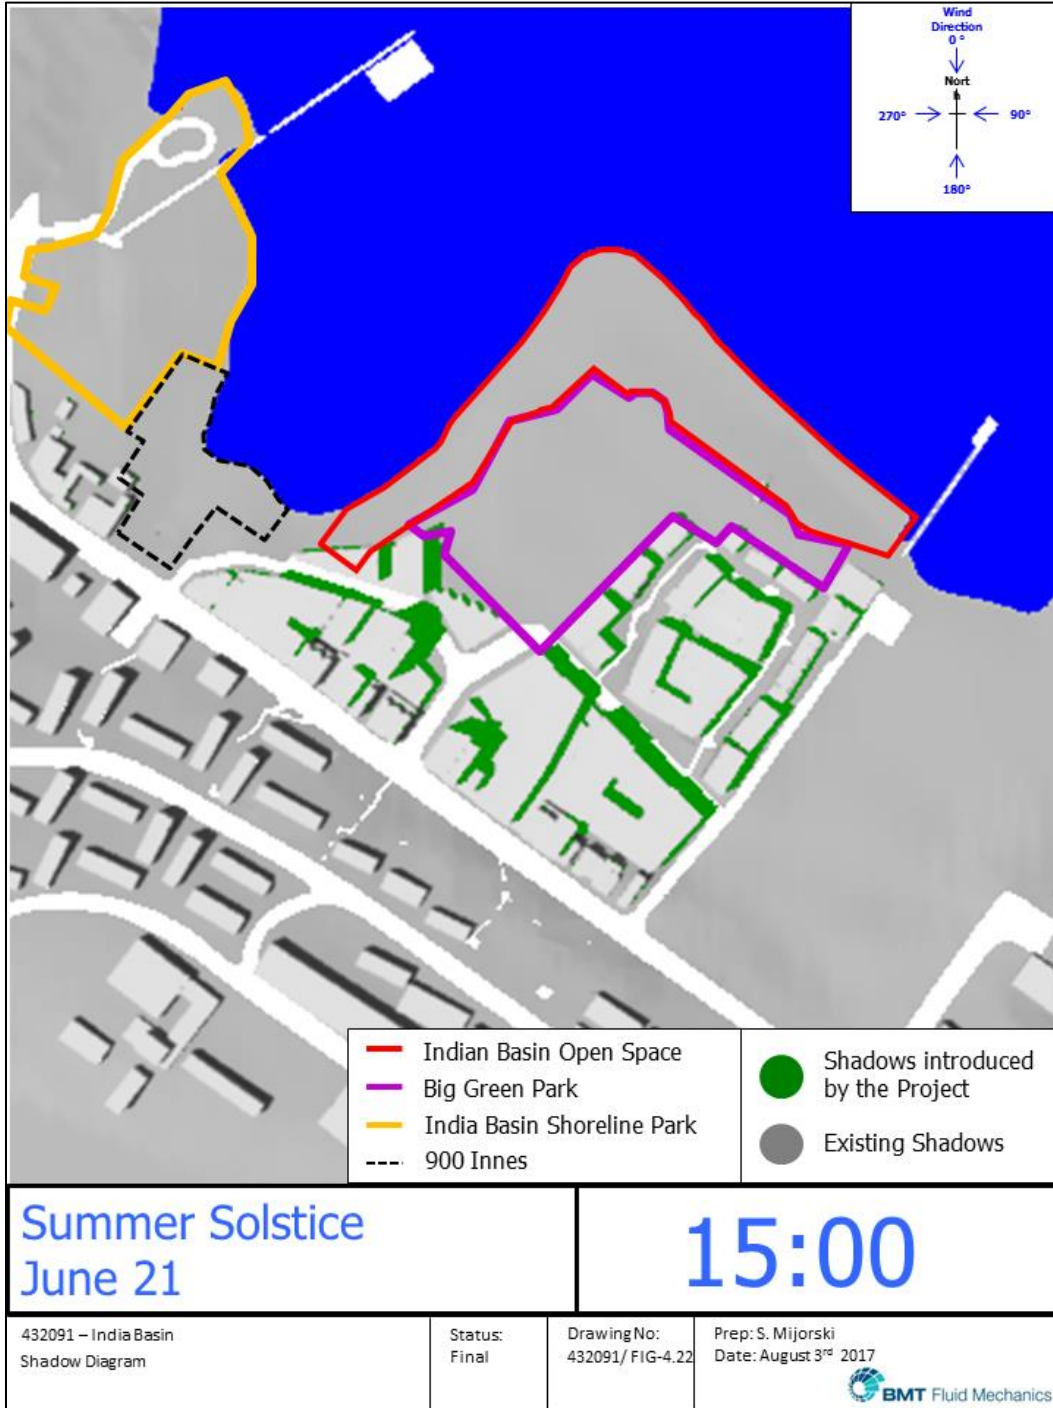 Wind
Direction
0 °
Nort
h
270°
90°
180°
Indian Basin Open Space
Big Green Park
India Basin Shoreline Park
900 Innes
Shadows introduced
by the Project
Existing Shadows
Summer Solstice
June 21
15:00
432091 – India Basin
Shadow Diagram
Status:
Final
Drawing No:
432091/ FIG-4.22
Prep: S. Mijorski
Date: August 3rd 2017
BMT Fluid Mechanics